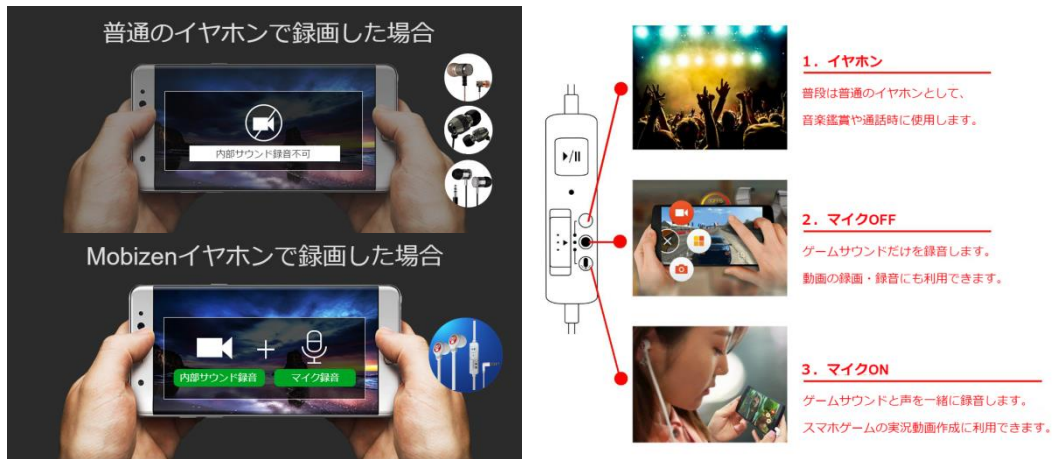 普通のイヤホンで録画した場合
内部サウンド録音不可
Mobizenイヤホンで録画した場合
内部サウンド録音
マイク録音
1. イヤホン
普段は普通のイヤホンとして、
音楽鑑賞や通話時に使用します。
2. マイクOFF
ゲームサウンドだけを録音します。
動画の録画・録音にも利用できます。
3. マイクON
ゲームサウンドと声を一緒に録音します。
スマホゲームの実況動画作成に利用できます。